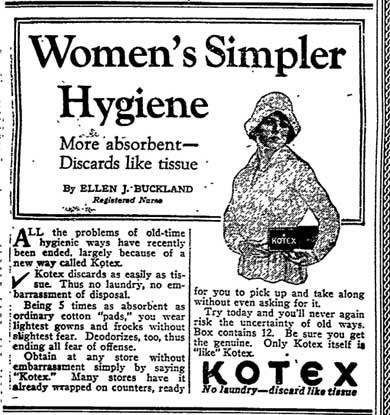 Women's Simpler
Hygiene
More absorbent—
Discards like tissue
By ELLEN J. BUCKLAND
Registered Nurse
ALL the problems of old-time
hygienic ways have recently
been ended, largely because of a
new way called Kotex.
Kotex discards as easily as tis-
sue. Thus no laundry, no em-
barrassment of disposal.
Being 5 times as absorbent as
ordinary cotton "pads," you wear
lightest gowns and frocks without
slightest fear. Deodorizes, too, thus
ending all fear of offense.
Obtain at any store without
embarrassment simply by saying
"Kotex." Many stores have it
already wrapped on counters, ready
KOTEX
for you to pick up and take along
without even asking for it.
Try today and you'll never again
risk the uncertainty of old ways.
Box contains 12. Be sure you get
the genuine. Only Kotex itself is
"like" Kotex.
KOTEX
No laundry—discard like tissue